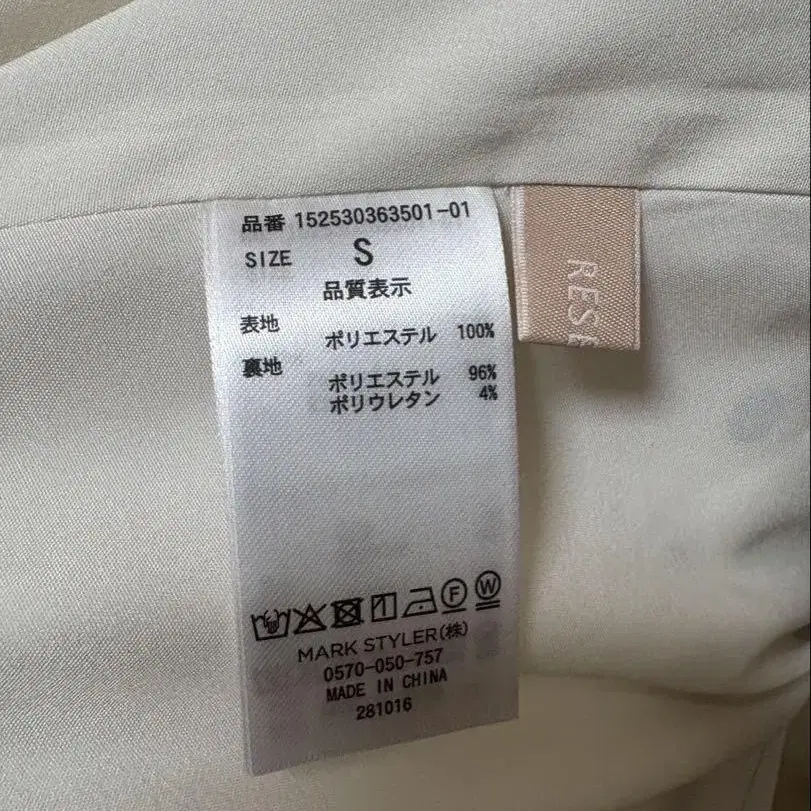 品番 152530363501-01
SIZE S
品質表示
表地 ポリエステル 100%
裏地 ポリエステル 96%
ポリウレタン 4%
F W
MARK STYLER(株)
0570-050-757
MADE IN CHINA
281016
RESE